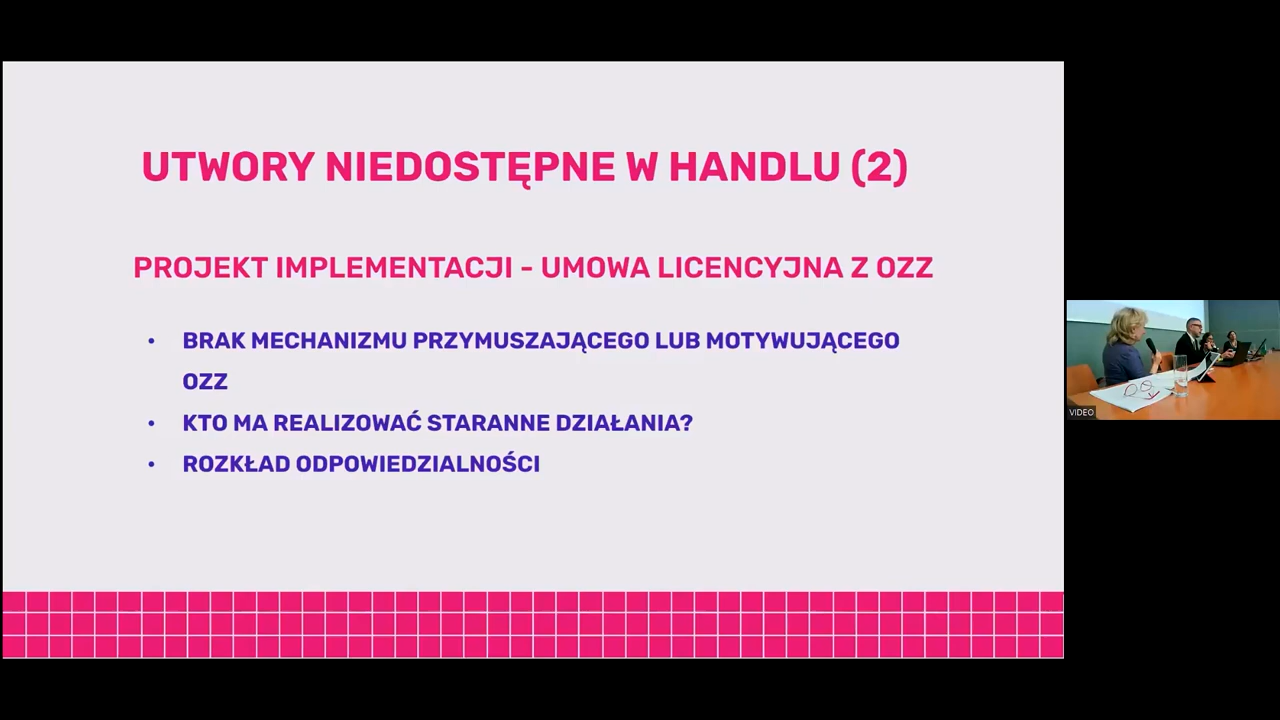 UTWORY NIEDOSTĘPNE W HANDLU (2)
PROJEKT IMPLEMENTACJI - UMOWA LICENCYJNA Z OZZ
• BRAK MECHANIZMU PRZYMUSZAJĄCEGO LUB MOTYWUJĄCEGO
OZZ
• KTO MA REALIZOWAĆ STARANNE DZIAŁANIA?
• ROZKŁAD ODPOWIEDZIALNOŚCI
VIDEO